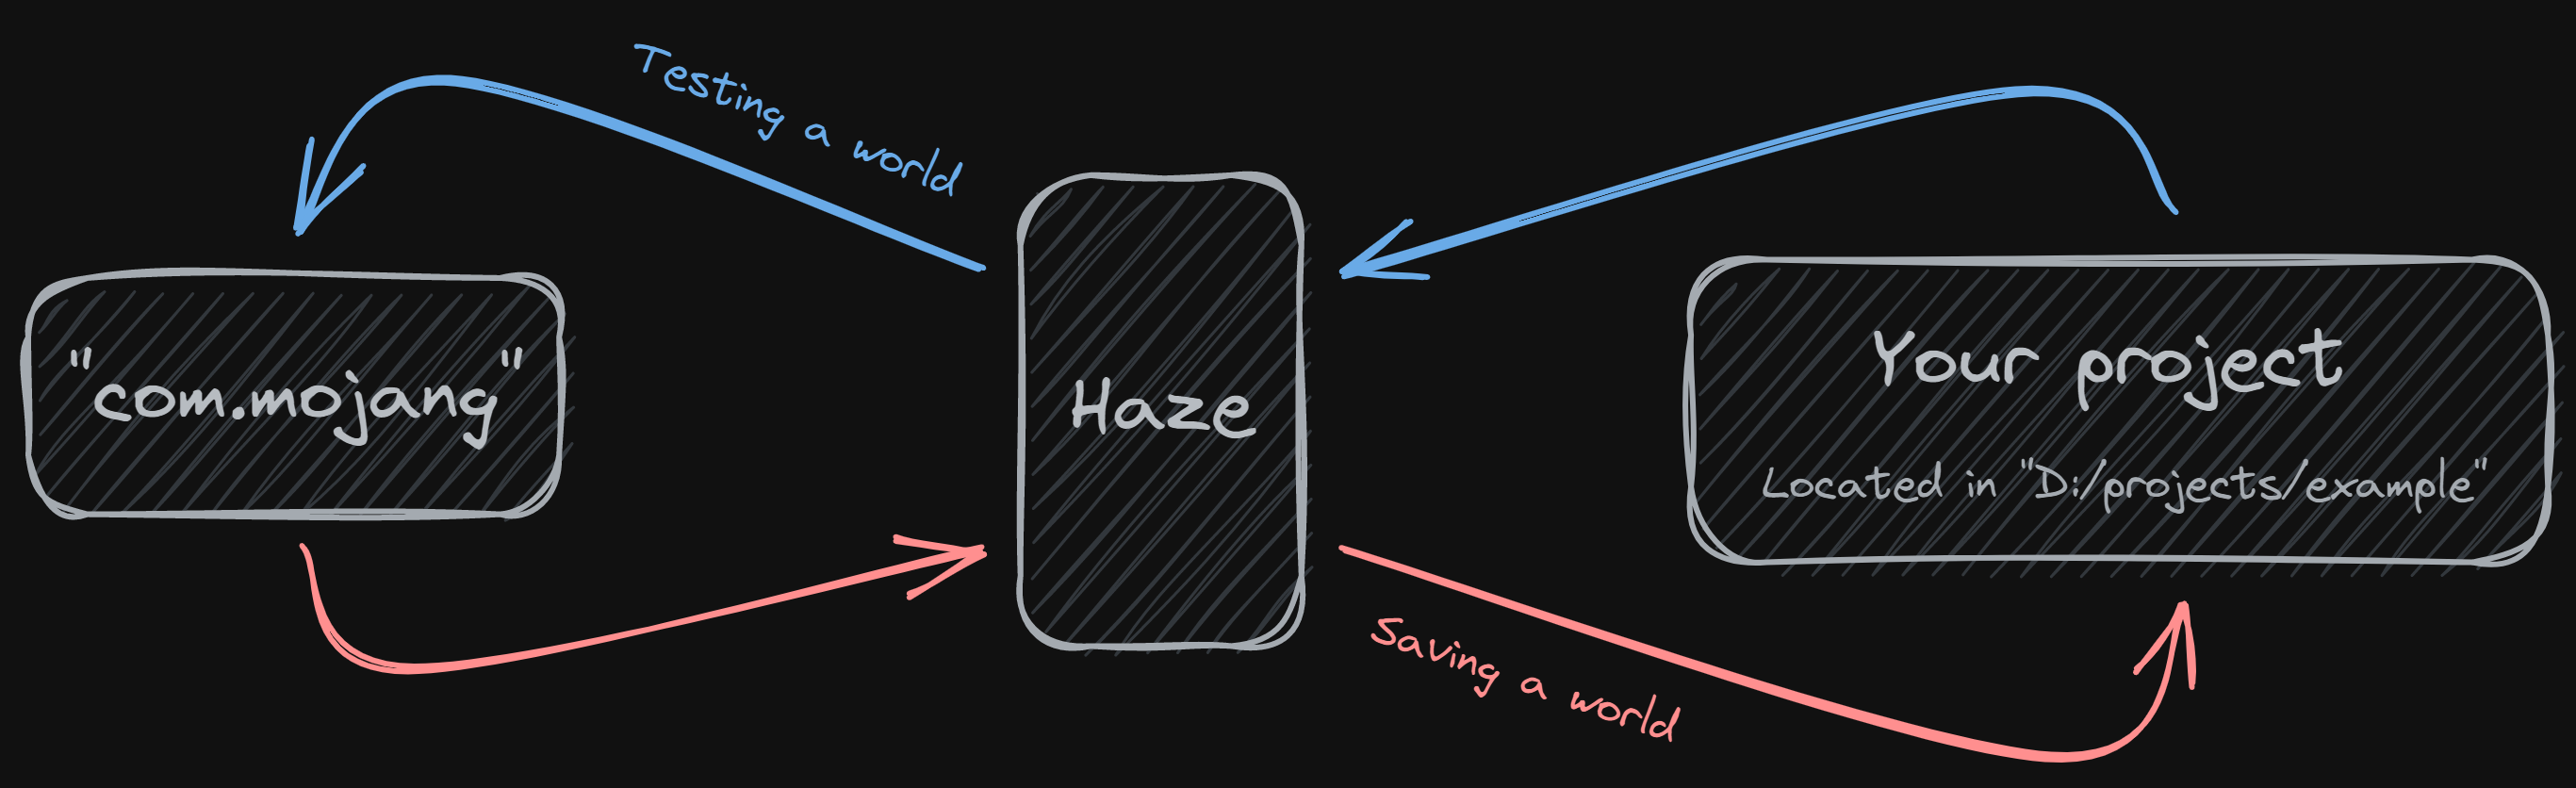 Testing a world
"com.mojang"
Haze
Your project
Located in "D:/projects/example"
Saving a world